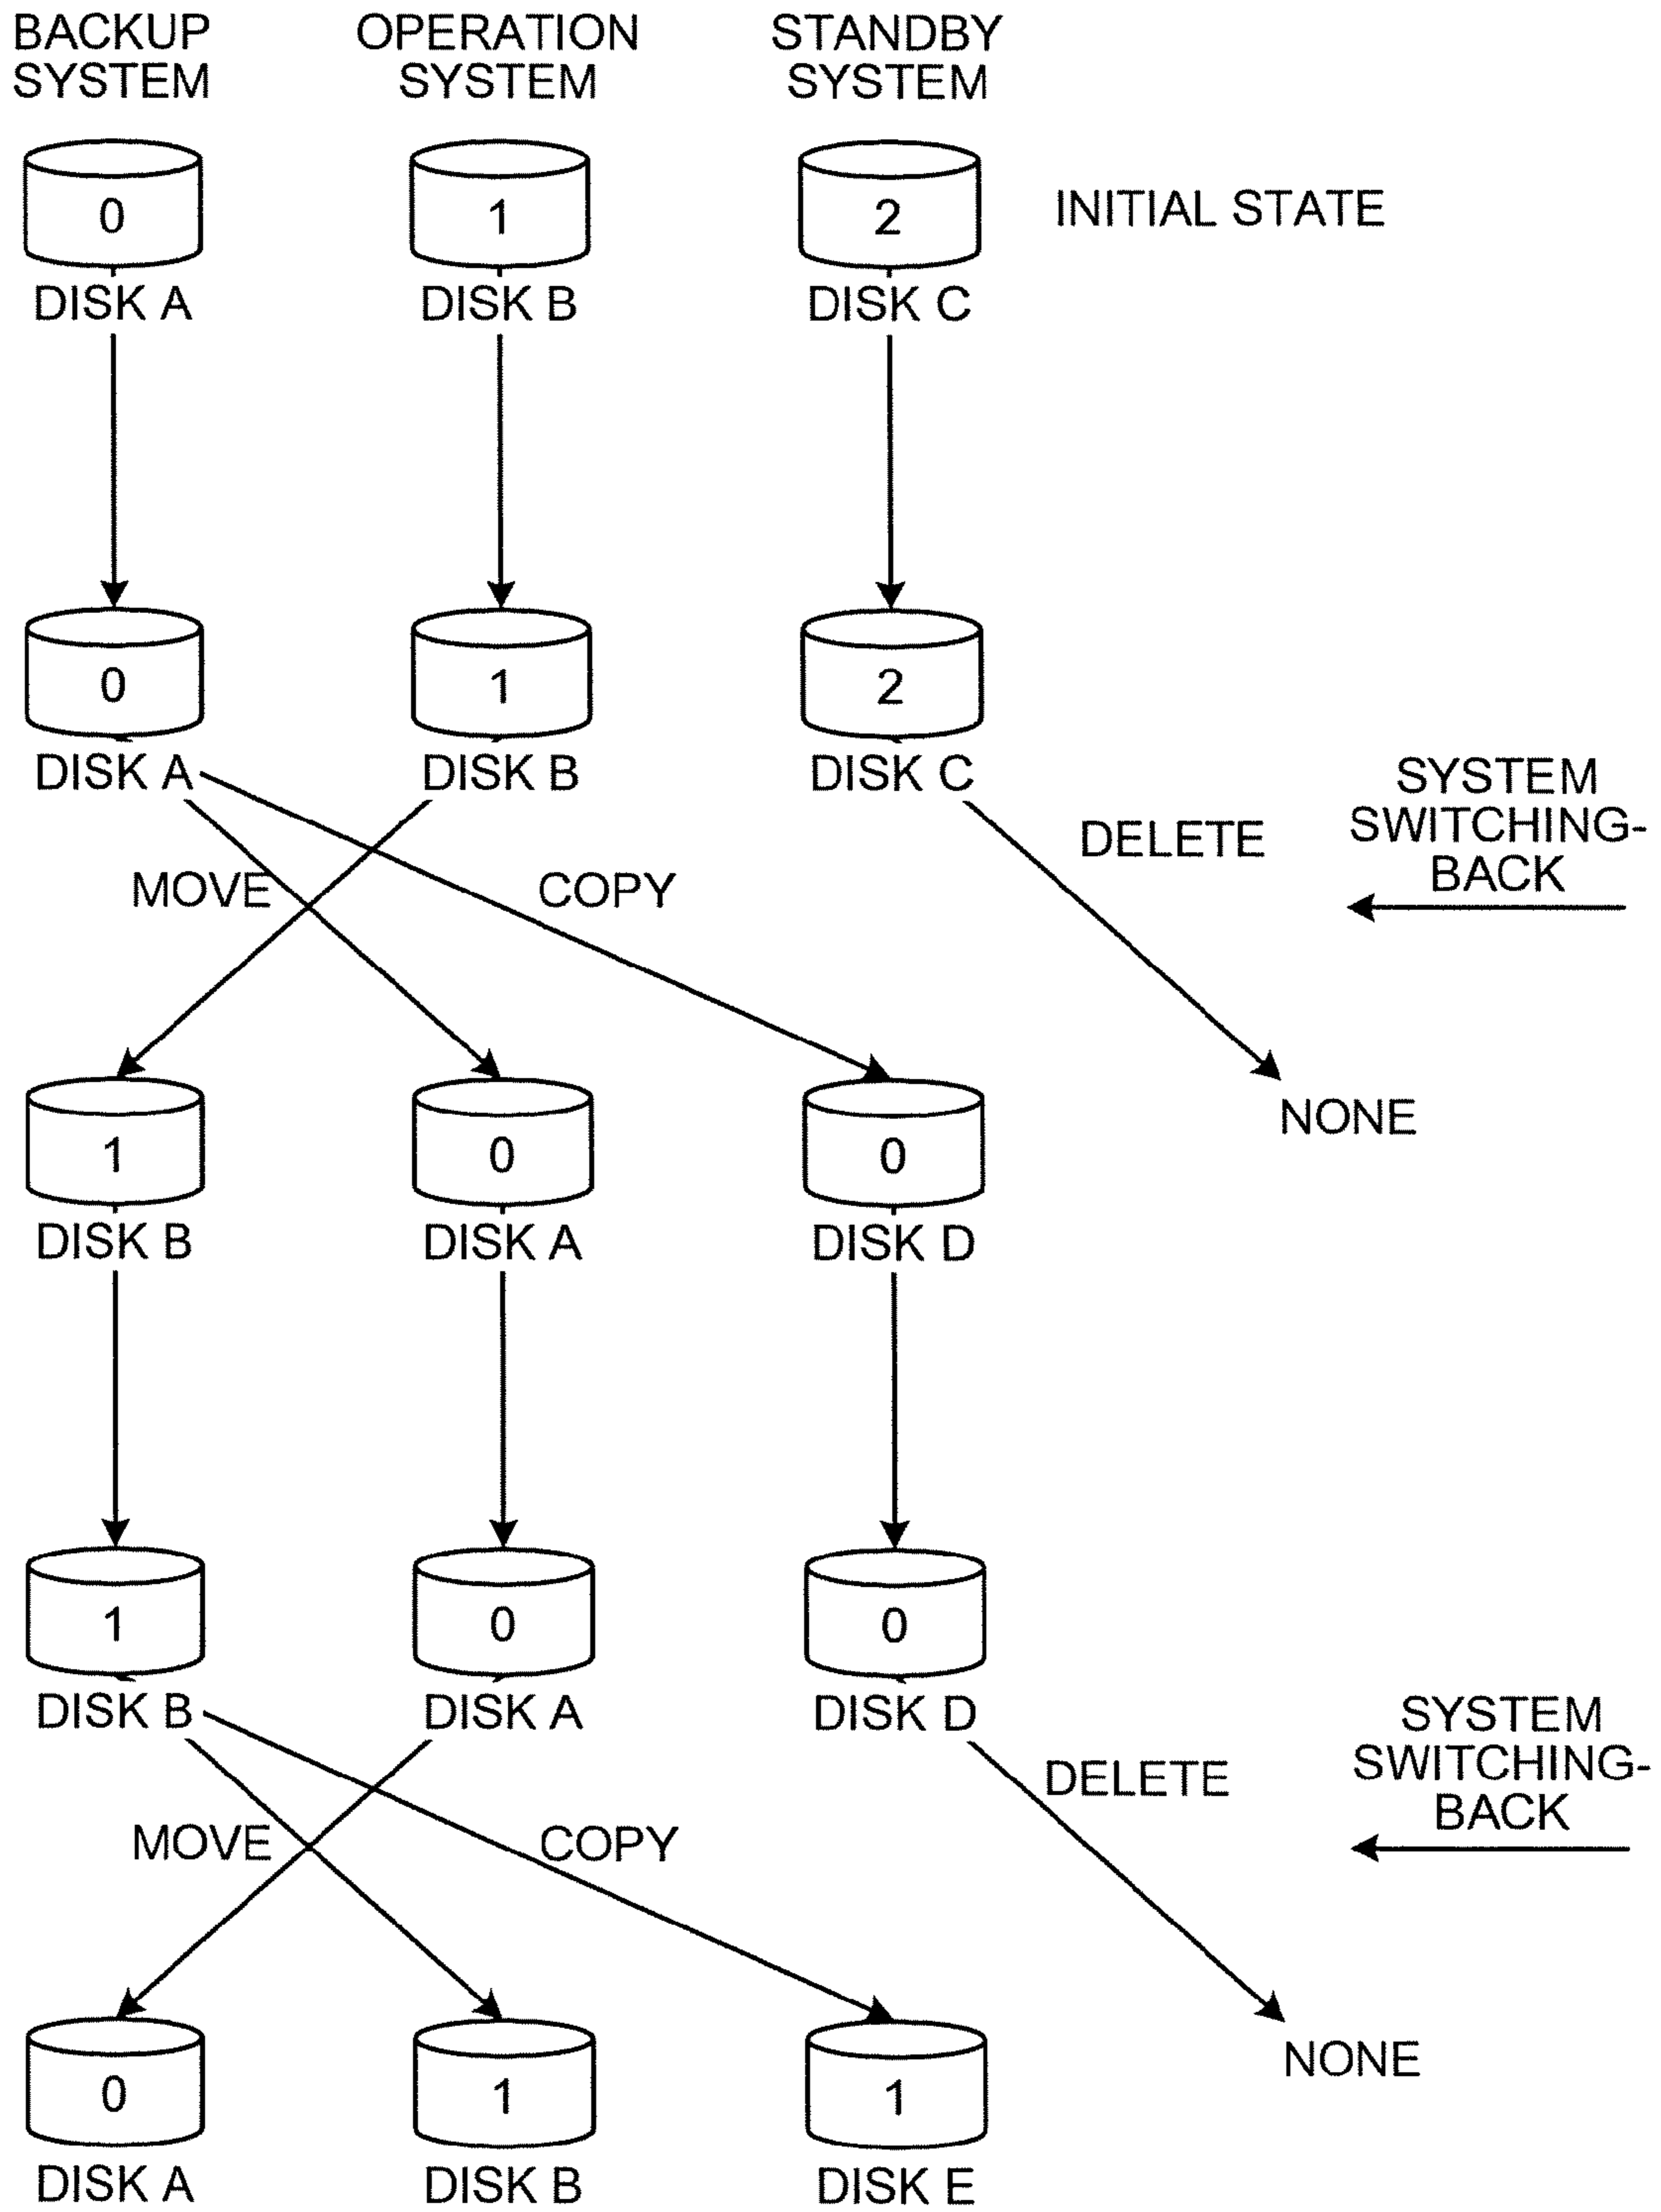 BACKUP
SYSTEM
OPERATION
SYSTEM
STANDBY
SYSTEM
0
1
2
INITIAL STATE
DISK A
DISK B
DISK C
0
1
2
DISK A
DISK B
DISK C
SYSTEM
SWITCHING-
BACK
DELETE
MOVE
COPY
NONE
1
0
0
DISK B
DISK A
DISK D
1
0
0
DISK B
DISK A
DISK D
SYSTEM
SWITCHING-
BACK
DELETE
MOVE
COPY
NONE
0
1
1
DISK A
DISK B
DISK E